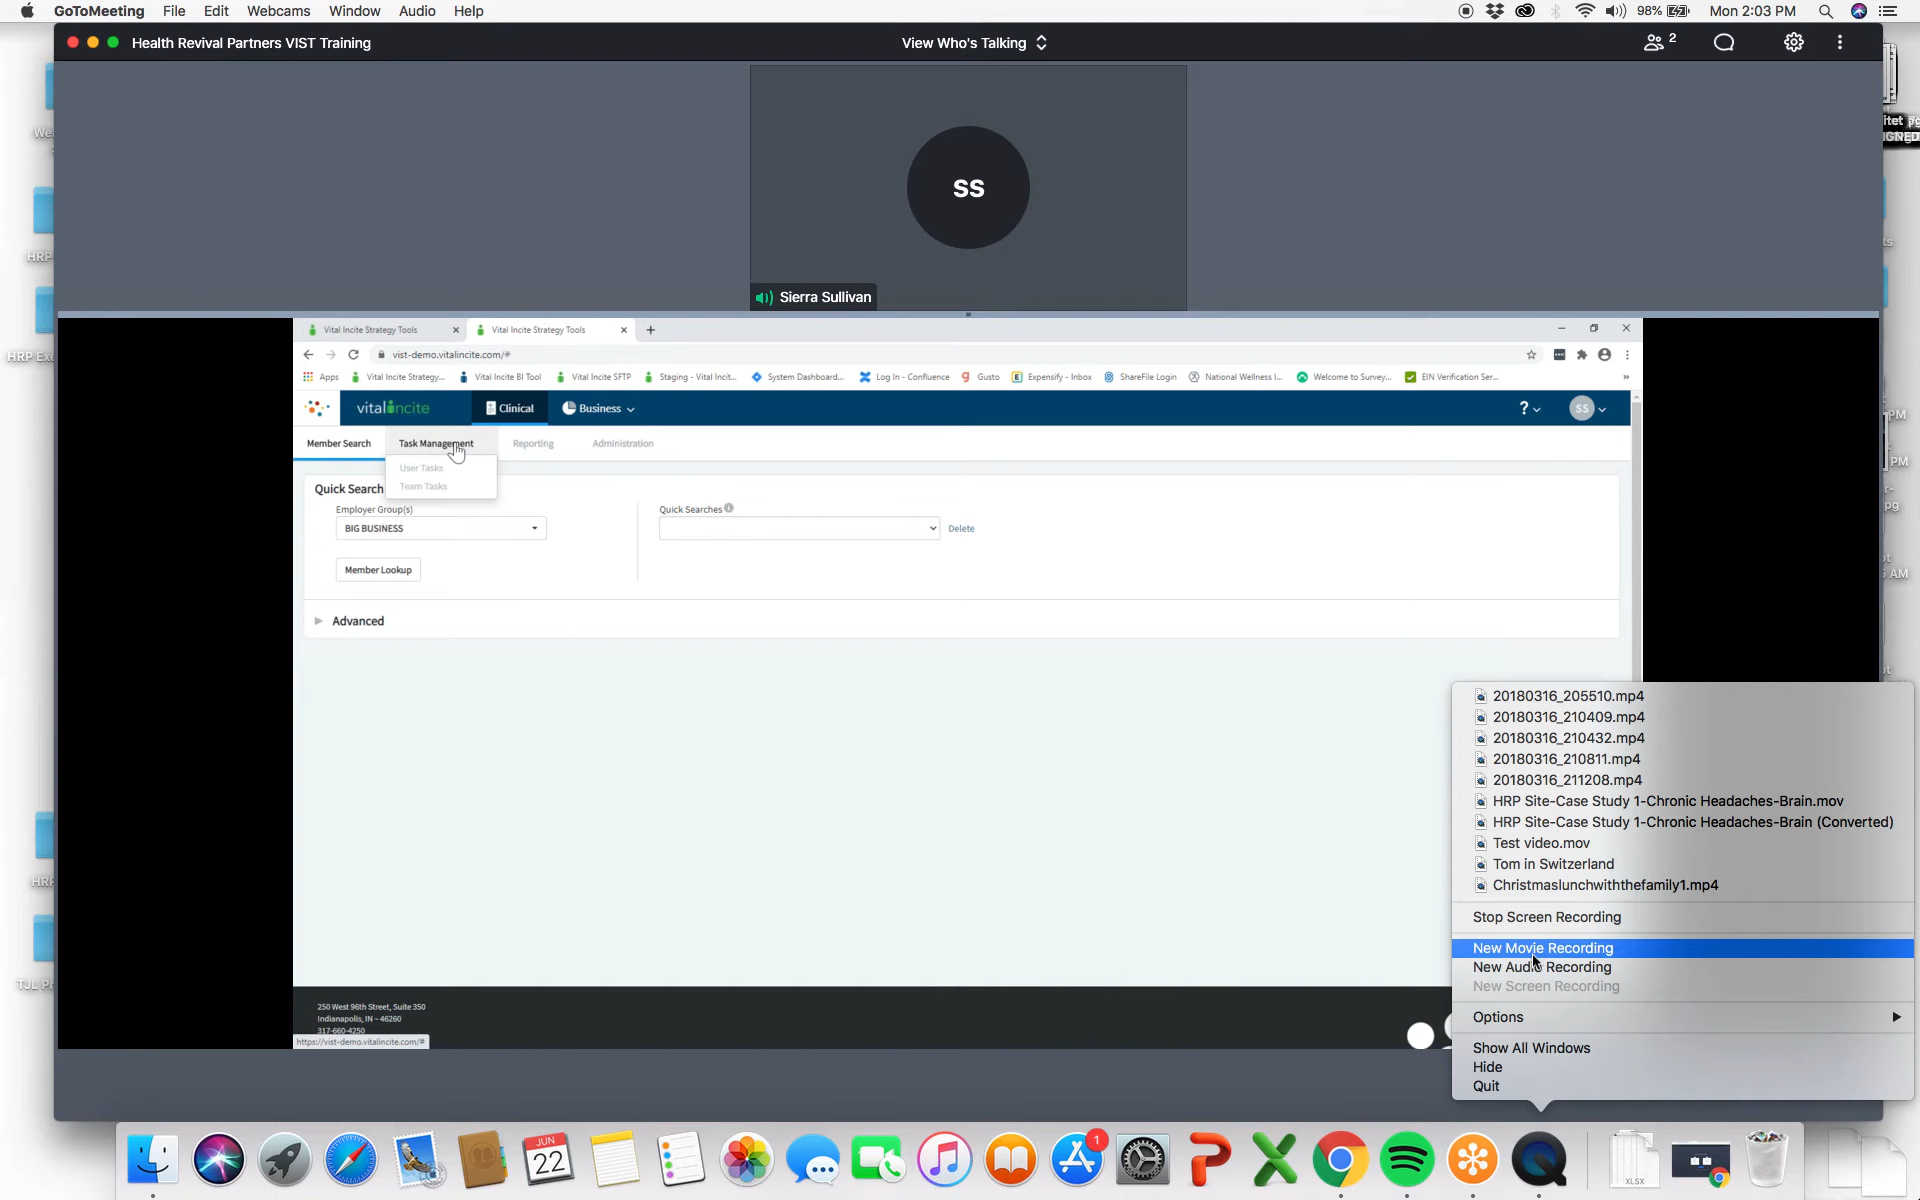 GoToMeeting File Edit Webcams Window Audio Help
98% Mon 2:03 PM
Health Revival Partners VIST Training
View Who's Talking
2
SS
Sierra Sullivan
Vital Incite Strategy Tools
Vital Incite Strategy Tools
vist-demo.vitalincite.com/#
Apps Vital Incite Strategy... Vital Incite BI Tool Vital Incite SFTP Staging - Vital Incit... System Dashboard... Log In - Confluence Gusto Expensify - Inbox ShareFile Login National Wellness I... Welcome to Survey... EIN Verification Ser...
vitalincite Clinical Business ? SS
Member Search Task Management Reporting Administration
User Tasks
Team Tasks
Quick Search
Employer Group(s)
BIG BUSINESS
Quick Searches
Delete
Member Lookup
Advanced
250 West 96th Street, Suite 350
Indianapolis, IN – 46260
317-660-4250
https://vist-demo.vitalincite.com/#
20180316_205510.mp4
20180316_210409.mp4
20180316_210432.mp4
20180316_210811.mp4
20180316_211208.mp4
HRP Site-Case Study 1-Chronic Headaches-Brain.mov
HRP Site-Case Study 1-Chronic Headaches-Brain (Converted)
Test video.mov
Tom in Switzerland
Christmaslunchwiththefamily1.mp4
Stop Screen Recording
New Movie Recording
New Audio Recording
New Screen Recording
Options
Show All Windows
Hide
Quit
JUN
22
1
XLSX